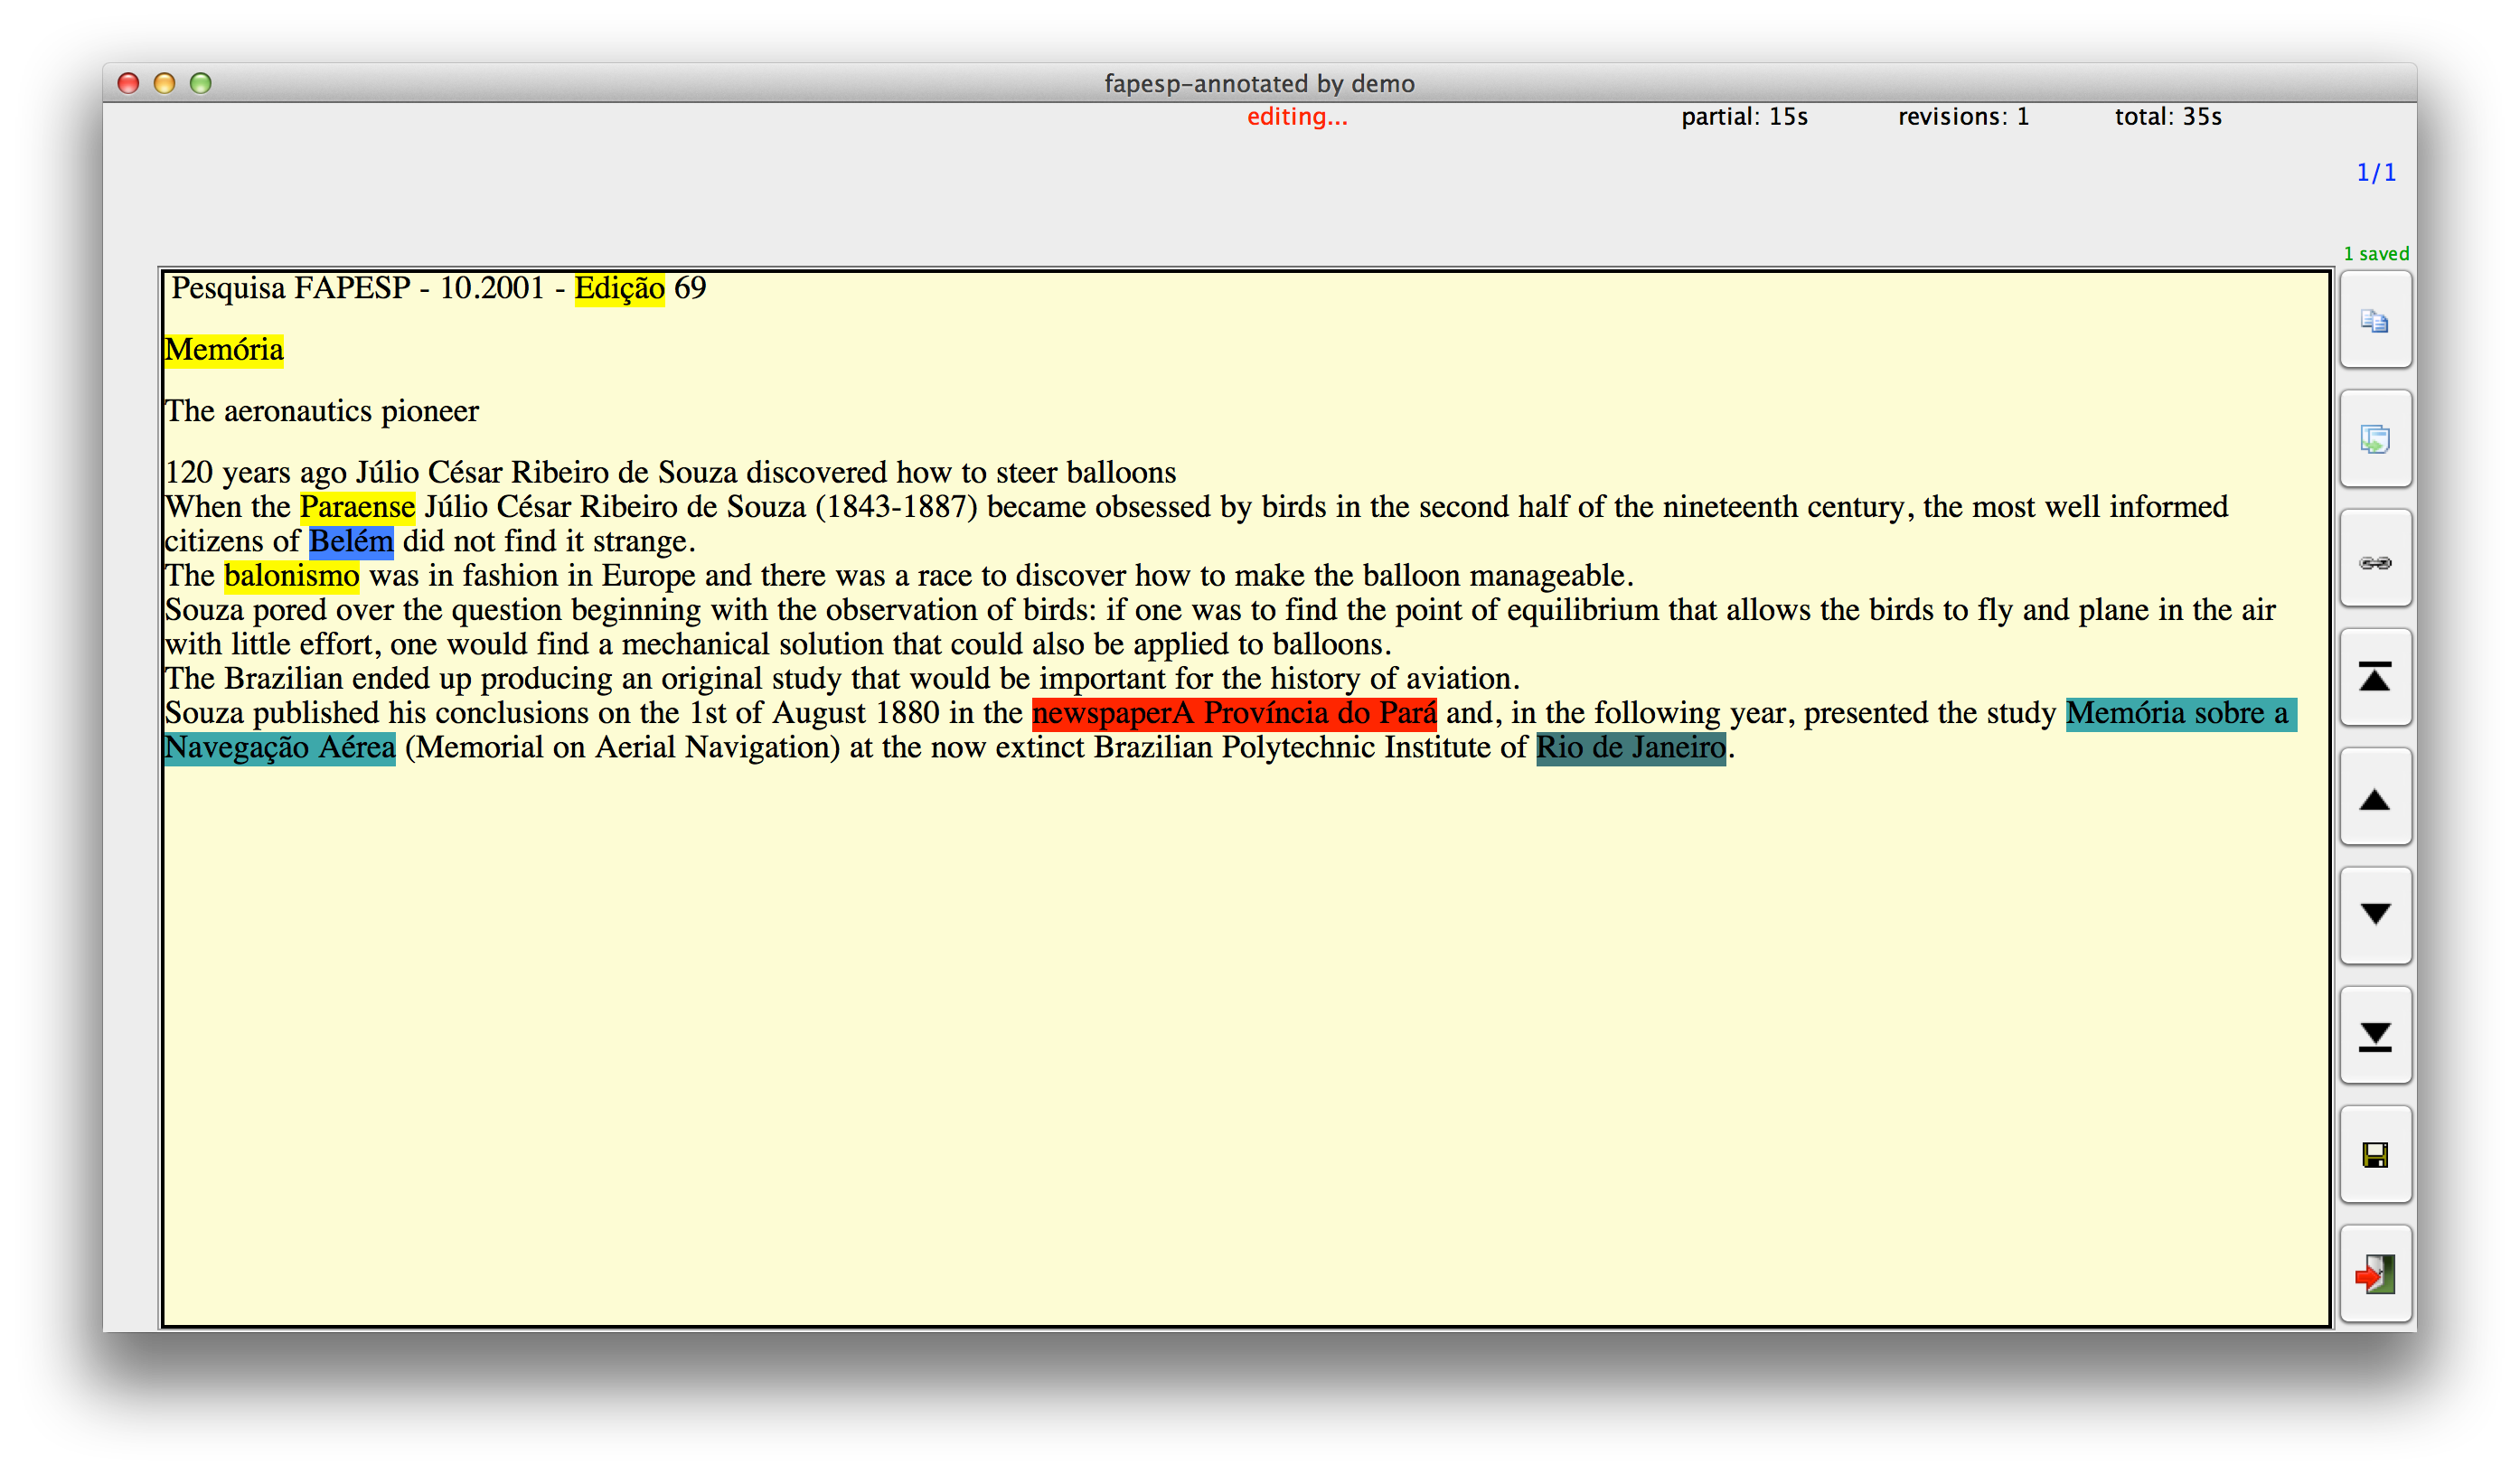 fapesp-annotated by demo
editing...
partial: 15s
revisions: 1
total: 35s
1/1
1 saved
Pesquisa FAPESP - 10.2001 - Edição 69
Memória
The aeronautics pioneer
120 years ago Júlio César Ribeiro de Souza discovered how to steer balloons
When the Paraense Júlio César Ribeiro de Souza (1843-1887) became obsessed by birds in the second half of the nineteenth century, the most well informed
citizens of Belém did not find it strange.
The balonismo was in fashion in Europe and there was a race to discover how to make the balloon manageable.
Souza pored over the question beginning with the observation of birds: if one was to find the point of equilibrium that allows the birds to fly and plane in the air
with little effort, one would find a mechanical solution that could also be applied to balloons.
The Brazilian ended up producing an original study that would be important for the history of aviation.
Souza published his conclusions on the 1st of August 1880 in the newspaperA Província do Pará and, in the following year, presented the study Memória sobre a
Navegação Aérea (Memorial on Aerial Navigation) at the now extinct Brazilian Polytechnic Institute of Rio de Janeiro.